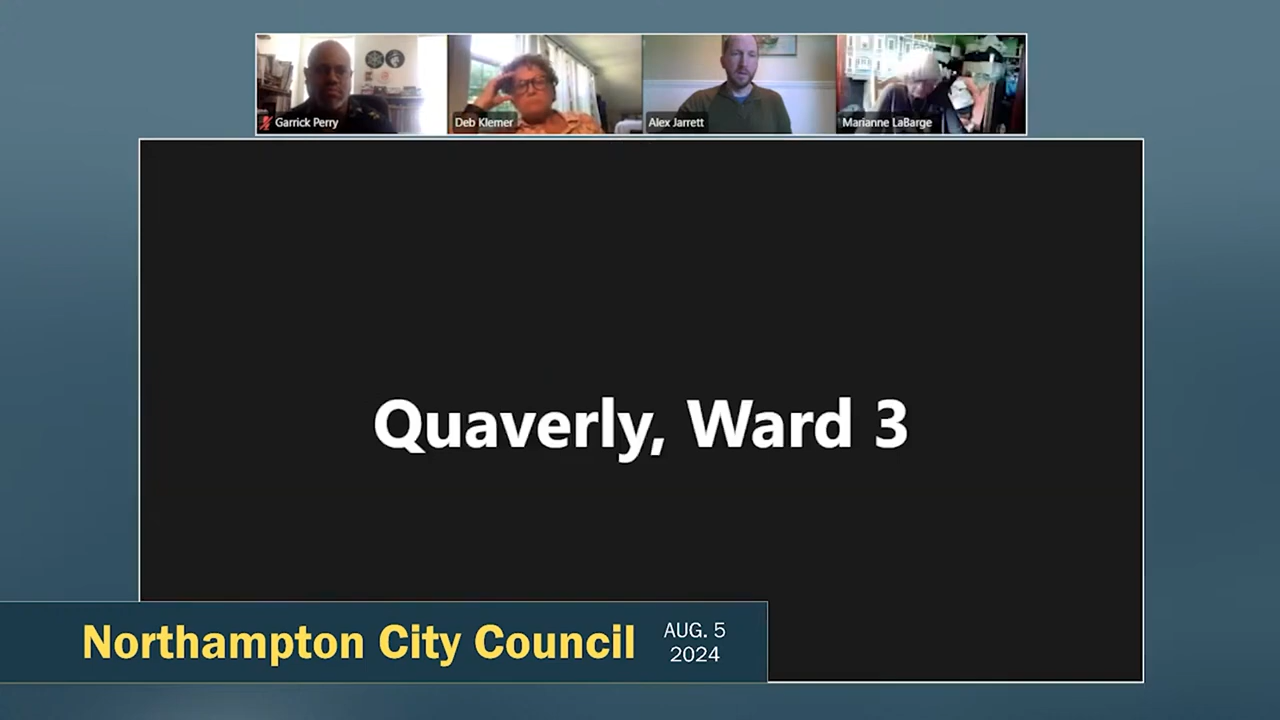 Garrick Perry
Deb Klemer
Alex Jarrett
Marianne LaBarge
Quaverly, Ward 3
Northampton City Council
AUG. 5
2024